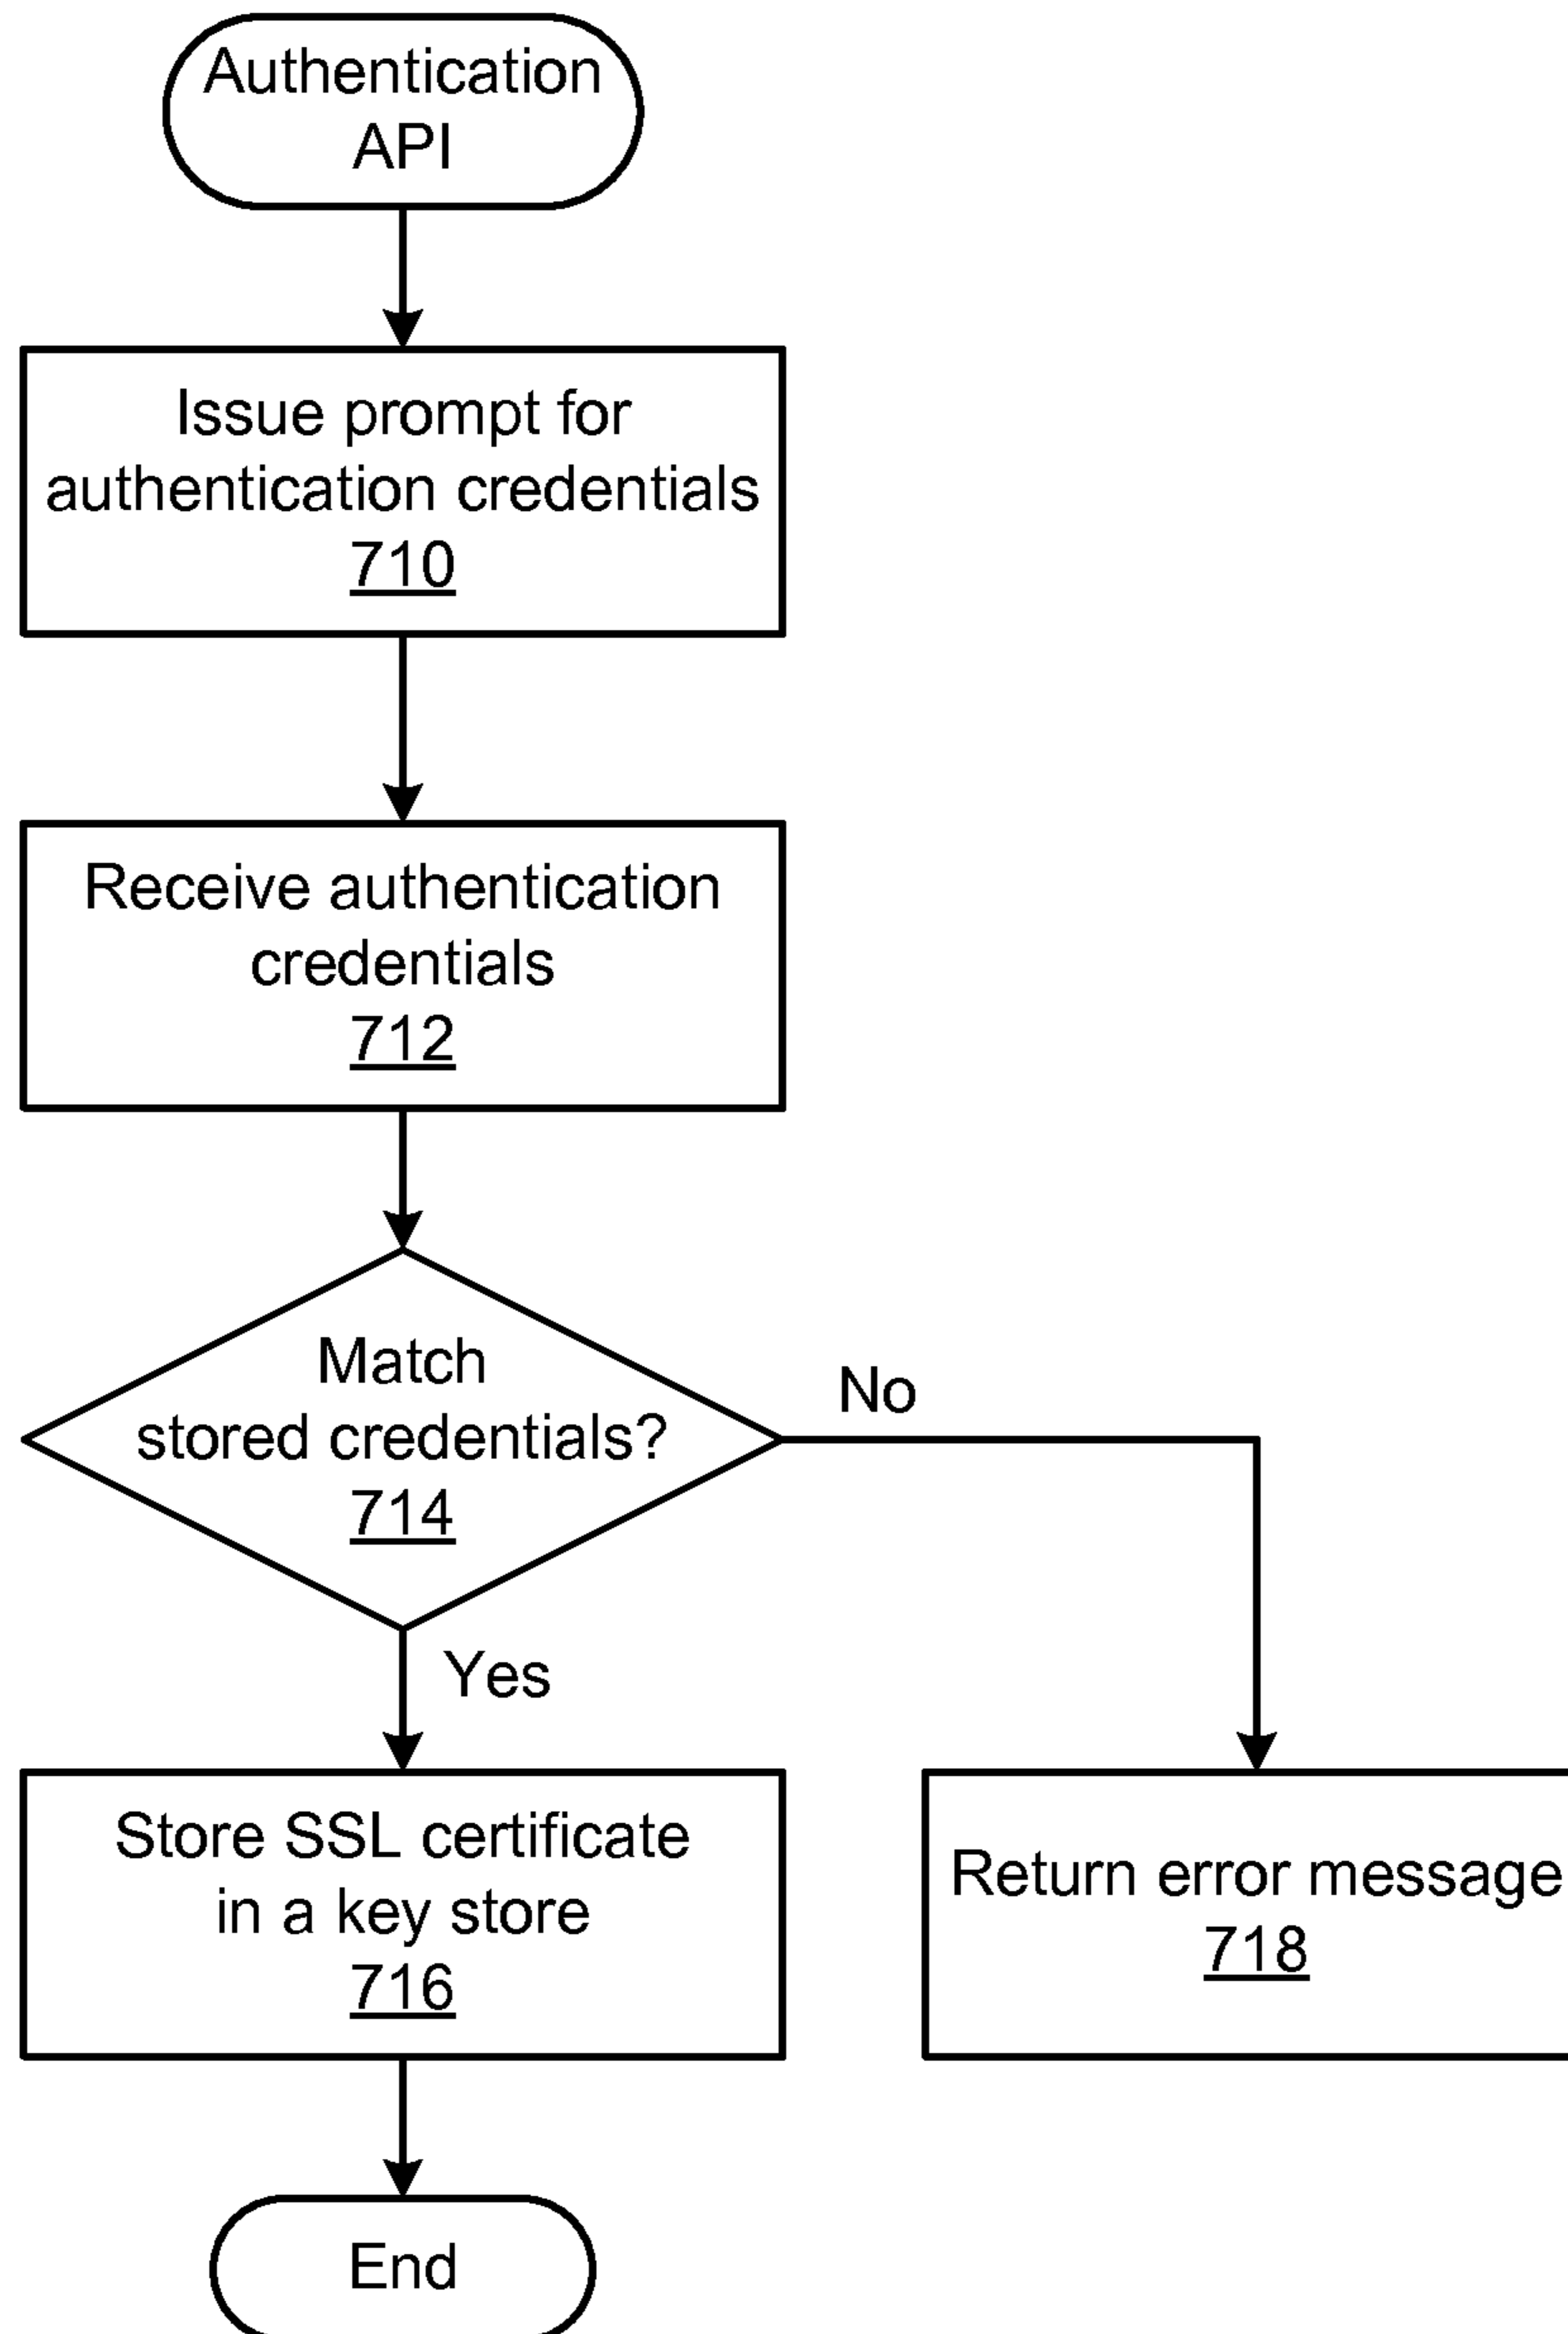 Authentication
API
Issue prompt for
authentication credentials
710
Receive authentication
credentials
712
Match
stored credentials?
714
No
Yes
Store SSL certificate
in a key store
716
Return error message
718
End